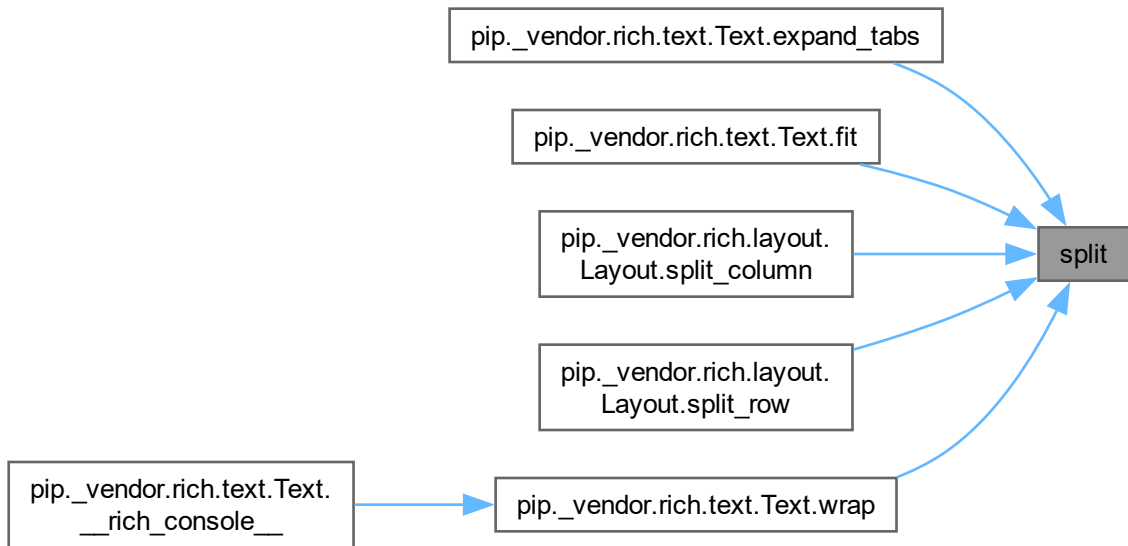 pip._vendor.rich.text.Text.expand_tabs
pip._vendor.rich.text.Text.fit
pip._vendor.rich.layout.
Layout.split_column
split
pip._vendor.rich.layout.
Layout.split_row
pip._vendor.rich.text.Text.
__rich_console__
pip._vendor.rich.text.Text.wrap